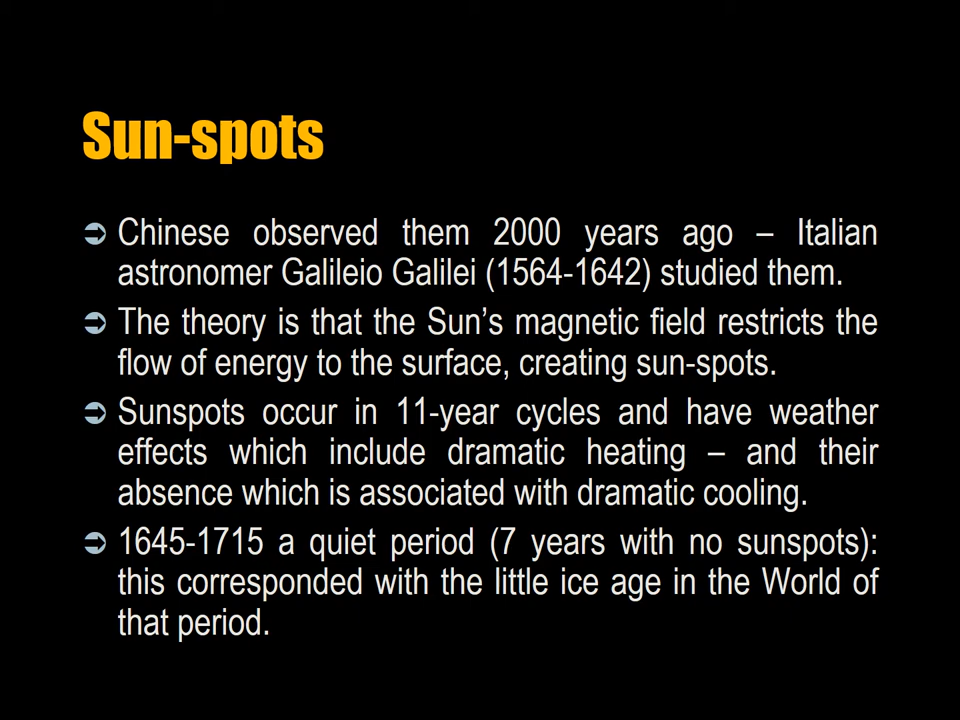 Sun-spots
Chinese observed them 2000 years ago – Italian
astronomer Galileio Galilei (1564-1642) studied them.
The theory is that the Sun's magnetic field restricts the
flow of energy to the surface, creating sun-spots.
Sunspots occur in 11-year cycles and have weather
effects which include dramatic heating – and their
absence which is associated with dramatic cooling.
1645-1715 a quiet period (7 years with no sunspots):
this corresponded with the little ice age in the World of
that period.